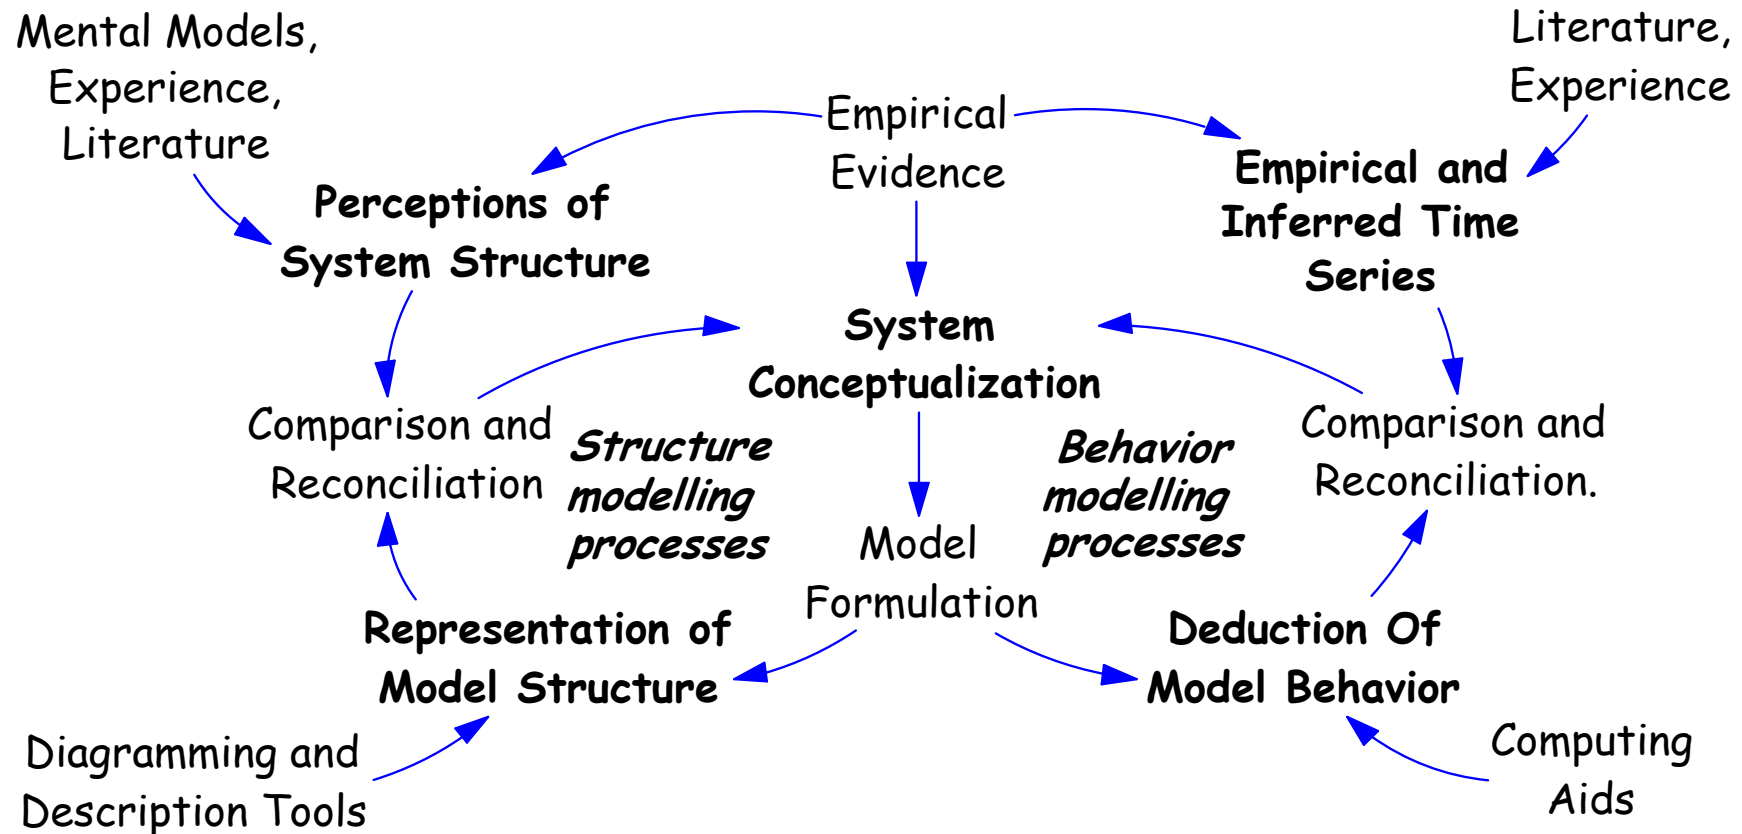 Mental Models,
Experience,
Literature
Literature,
Experience
Empirical
Evidence
Perceptions of
System Structure
Empirical and
Inferred Time
Series
System
Conceptualization
Comparison and
Reconciliation
Structure
modelling
processes
Behavior
modelling
processes
Comparison and
Reconciliation.
Model
Formulation
Representation of
Model Structure
Deduction Of
Model Behavior
Diagramming and
Description Tools
Computing
Aids